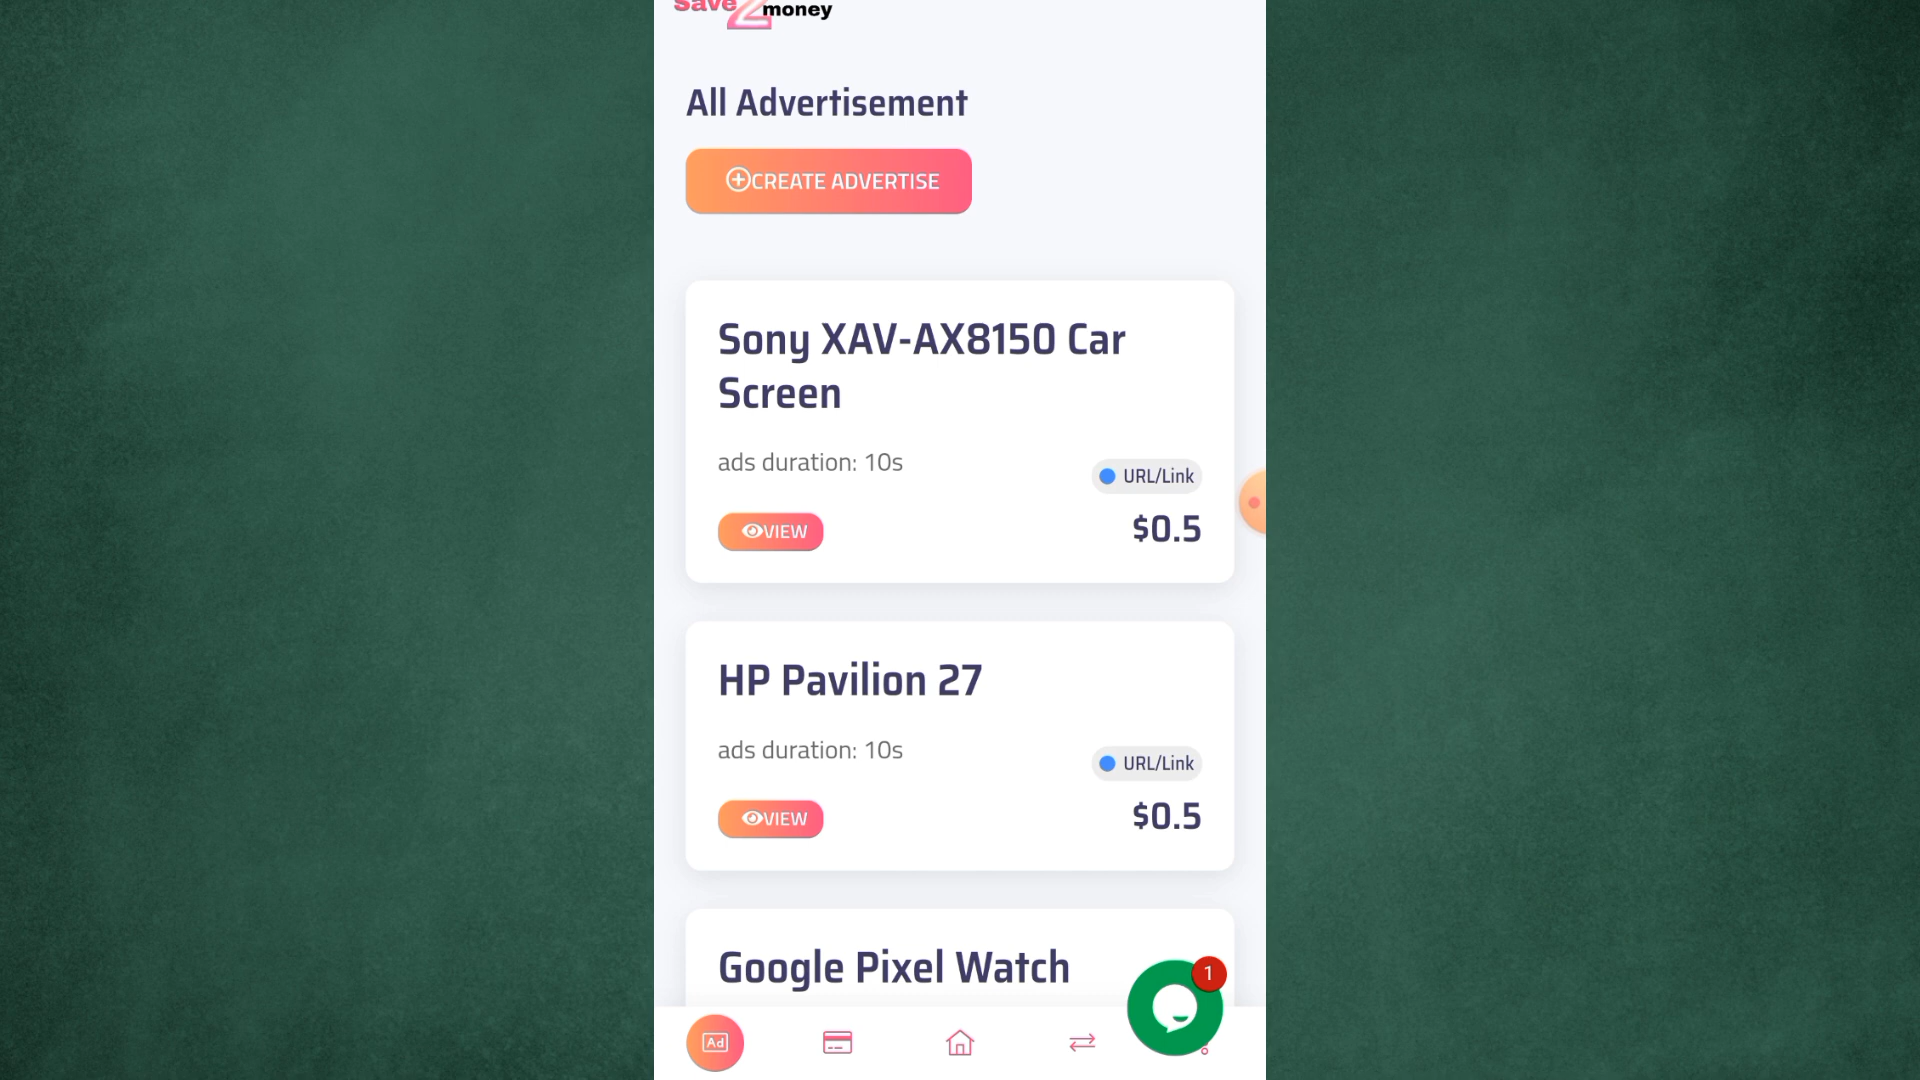 Save2money
All Advertisement
CREATE ADVERTISE
Sony XAV-AX8150 Car
Screen
ads duration: 10s
URL/Link
VIEW
$0.5
HP Pavilion 27
ads duration: 10s
URL/Link
VIEW
$0.5
Google Pixel Watch
1
Ad